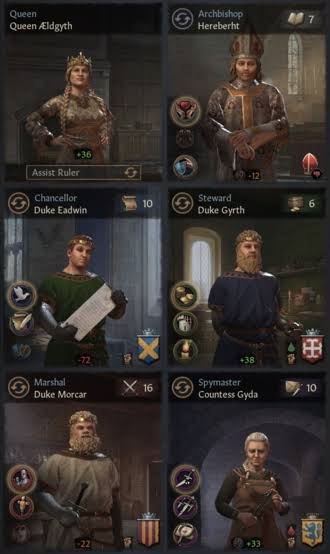 Queen
Queen Ældgyth
+36
Assist Ruler
Archbishop
Hereberht
7
-12
Chancellor
Duke Eadwin
10
-72
Steward
Duke Gyrth
6
+38
Marshal
Duke Morcar
16
-22
Spymaster
Countess Gyda
10
+33